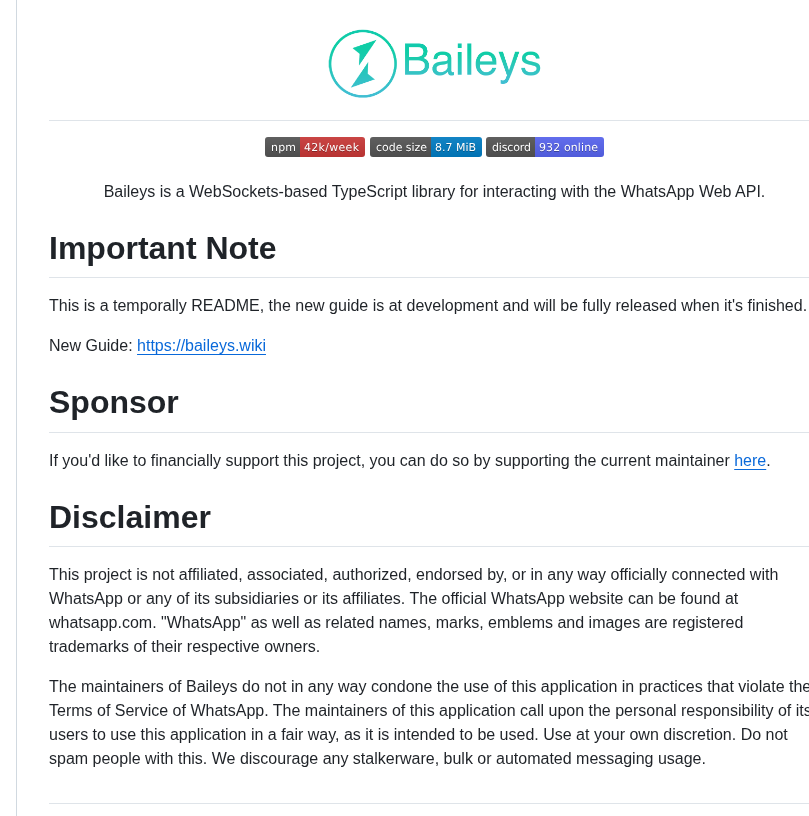 Baileys
npm 42k/week code size 8.7 MiB discord 932 online
Baileys is a WebSockets-based TypeScript library for interacting with the WhatsApp Web API.
Important Note
This is a temporally README, the new guide is at development and will be fully released when it's finished.
New Guide: https://baileys.wiki
Sponsor
If you'd like to financially support this project, you can do so by supporting the current maintainer here.
Disclaimer
This project is not affiliated, associated, authorized, endorsed by, or in any way officially connected with
WhatsApp or any of its subsidiaries or its affiliates. The official WhatsApp website can be found at
whatsapp.com. "WhatsApp" as well as related names, marks, emblems and images are registered
trademarks of their respective owners.
The maintainers of Baileys do not in any way condone the use of this application in practices that violate the
Terms of Service of WhatsApp. The maintainers of this application call upon the personal responsibility of its
users to use this application in a fair way, as it is intended to be used. Use at your own discretion. Do not
spam people with this. We discourage any stalkerware, bulk or automated messaging usage.